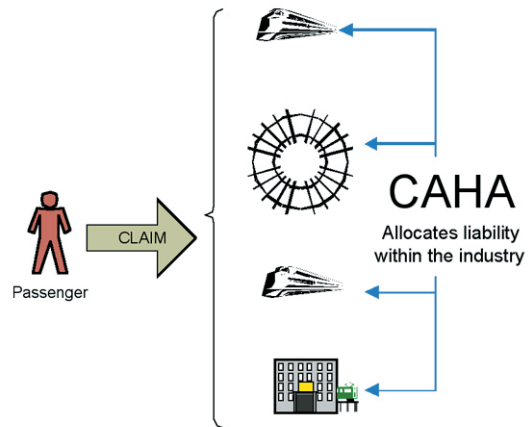 CLAIM
Passenger
CAHA
Allocates liability
within the industry